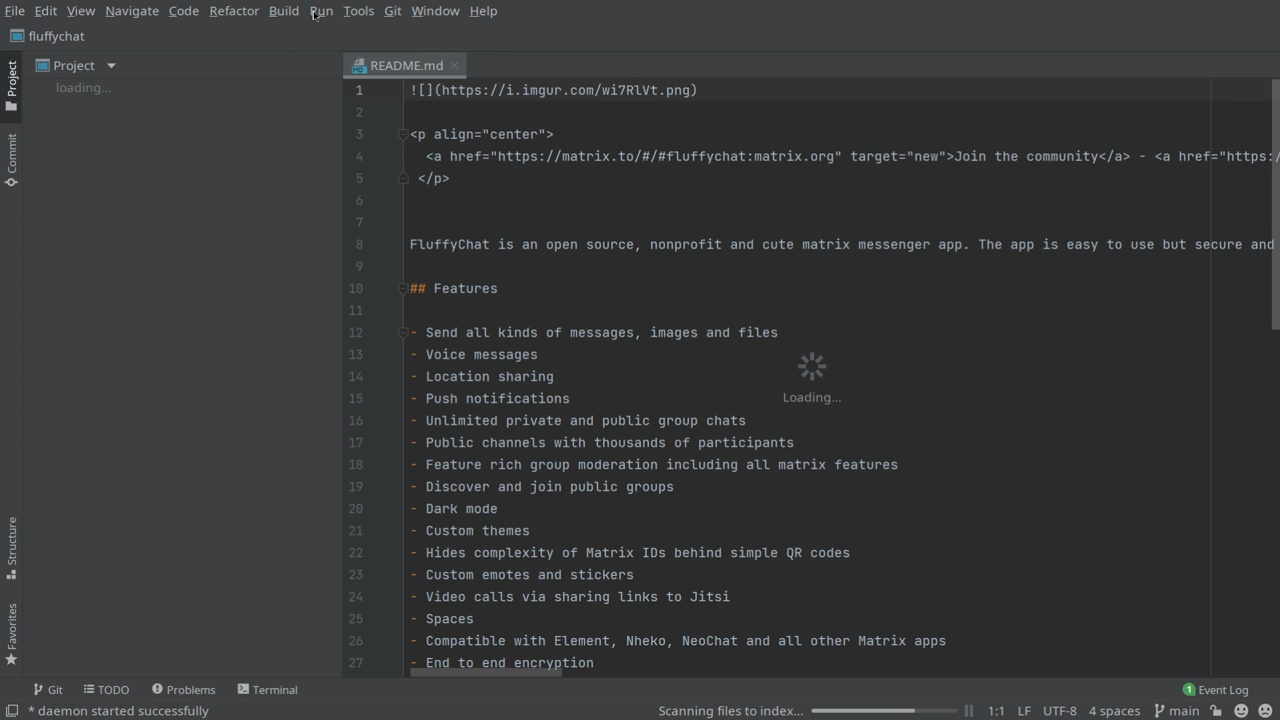 File Edit View Navigate Code Refactor Build Run Tools Git Window Help
fluffychat
Project
Project
README.md
loading...
Commit
Structure
Favorites
1 ![](https://i.imgur.com/wi7RlVt.png)
2
3 <p align="center">
4 <a href="https://matrix.to/#/#fluffychat:matrix.org" target="new">Join the community</a> - <a href="https:/
5 </p>
6
7
8 FluffyChat is an open source, nonprofit and cute matrix messenger app. The app is easy to use but secure and
9
10 ## Features
11
12 - Send all kinds of messages, images and files
13 - Voice messages
14 - Location sharing
15 - Push notifications
16 - Unlimited private and public group chats
17 - Public channels with thousands of participants
18 - Feature rich group moderation including all matrix features
19 - Discover and join public groups
20 - Dark mode
21 - Custom themes
22 - Hides complexity of Matrix IDs behind simple QR codes
23 - Custom emotes and stickers
24 - Video calls via sharing links to Jitsi
25 - Spaces
26 - Compatible with Element, Nheko, NeoChat and all other Matrix apps
27 - End to end encryption
Loading...
Git TODO Problems Terminal 1 Event Log
* daemon started successfully Scanning files to index... 1:1 LF UTF-8 4 spaces main